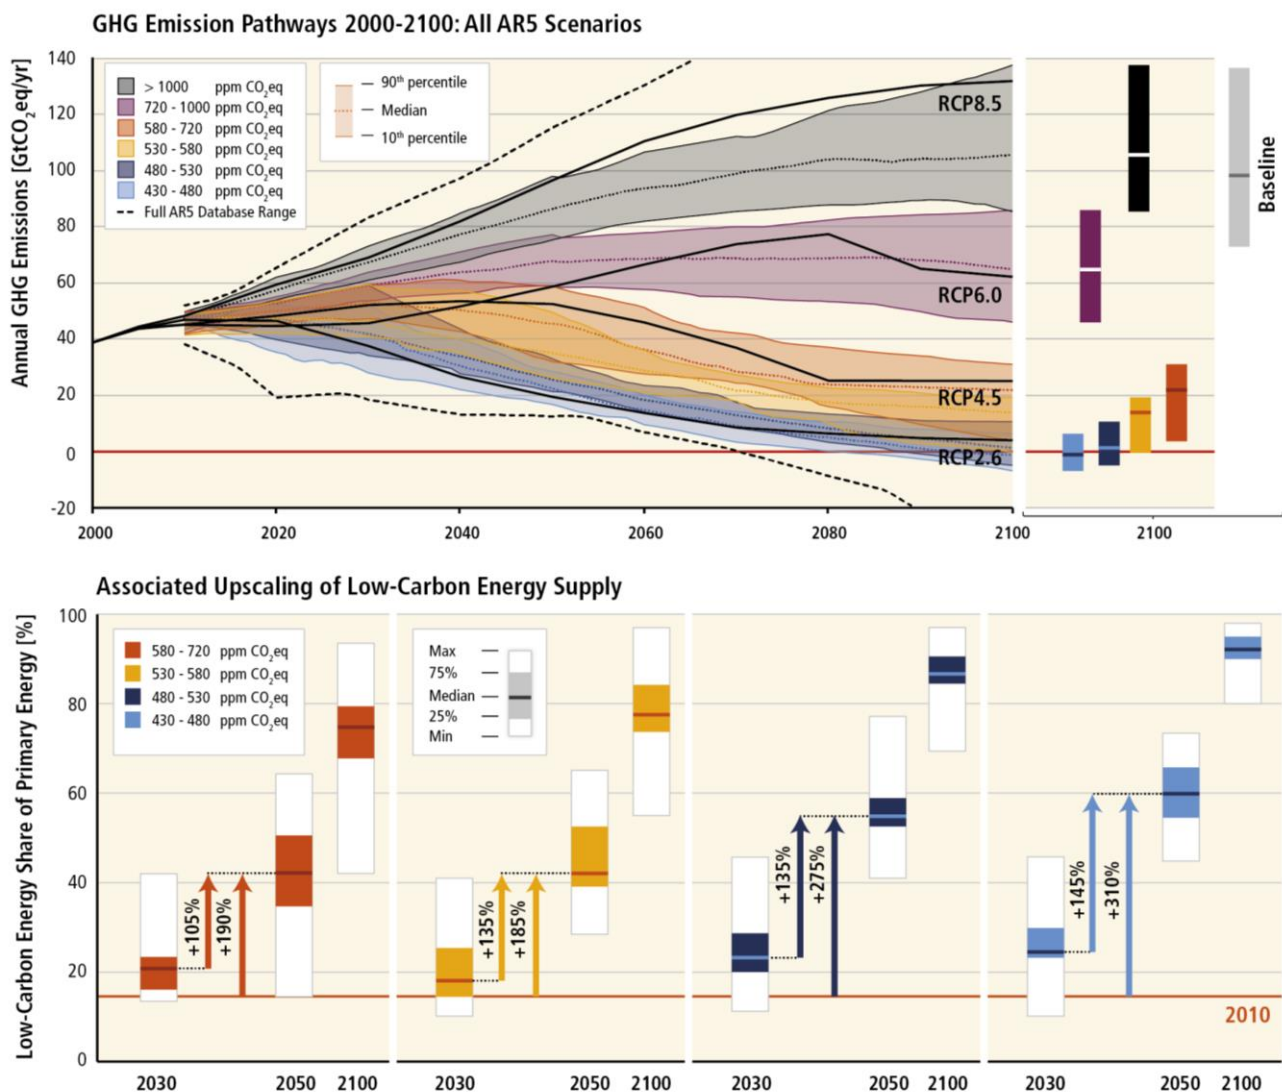 GHG Emission Pathways 2000-2100: All AR5 Scenarios
Annual GHG Emissions [GtCO₂eq/yr]
140
120
100
80
60
40
20
0
-20
> 1000 ppm CO₂eq
720 - 1000 ppm CO₂eq
580 - 720 ppm CO₂eq
530 - 580 ppm CO₂eq
480 - 530 ppm CO₂eq
430 - 480 ppm CO₂eq
Full AR5 Database Range
90th percentile
Median
10th percentile
RCP8.5
RCP6.0
RCP4.5
RCP2.6
Baseline
2000
2020
2040
2060
2080
2100
2100
Associated Upscaling of Low-Carbon Energy Supply
Low-Carbon Energy Share of Primary Energy [%]
100
80
60
40
20
0
580 - 720 ppm CO₂eq
530 - 580 ppm CO₂eq
480 - 530 ppm CO₂eq
430 - 480 ppm CO₂eq
Max
75%
Median
25%
Min
+105%
+190%
+135%
+185%
+135%
+275%
+145%
+310%
2010
2030
2050
2100
2030
2050
2100
2030
2050
2100
2030
2050
2100